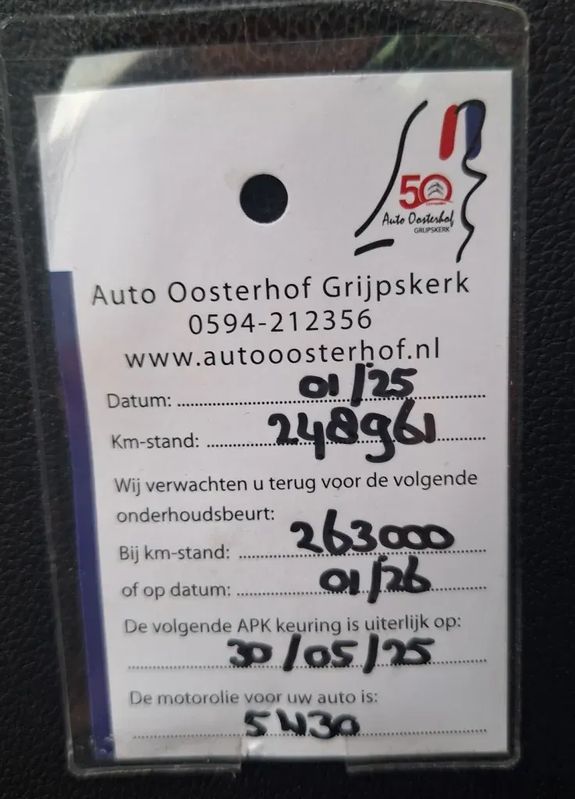 50
Auto Oosterhof
GRIJPSKERK
Auto Oosterhof Grijpskerk
0594-212356
www.autooosterhof.nl
Datum: 01/25
Km-stand: 248961
Wij verwachten u terug voor de volgende
onderhoudsbeurt:
Bij km-stand: 263000
of op datum: 01/26
De volgende APK keuring is uiterlijk op:
30/05/25
De motorolie voor uw auto is:
5W30